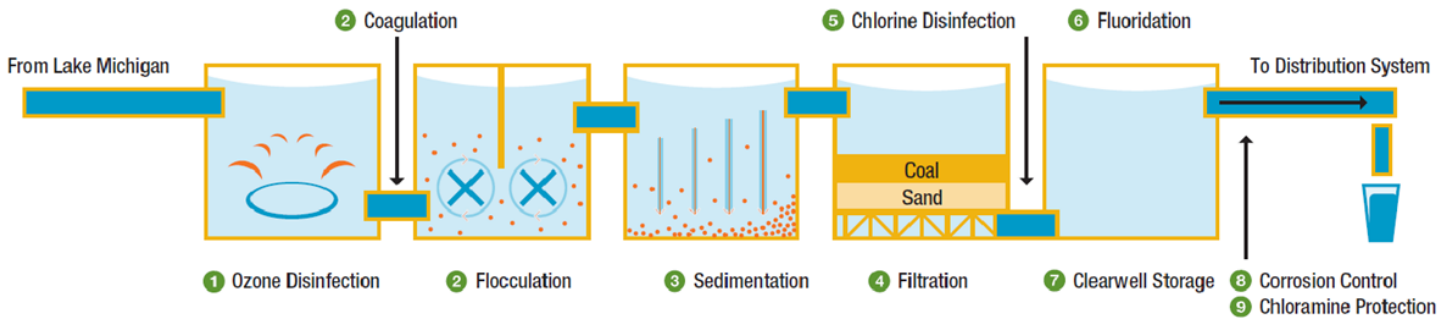 2 Coagulation
5 Chlorine Disinfection
6 Fluoridation
From Lake Michigan
To Distribution System
Coal
Sand
1 Ozone Disinfection
2 Flocculation
3 Sedimentation
4 Filtration
7 Clearwell Storage
8 Corrosion Control
9 Chloramine Protection